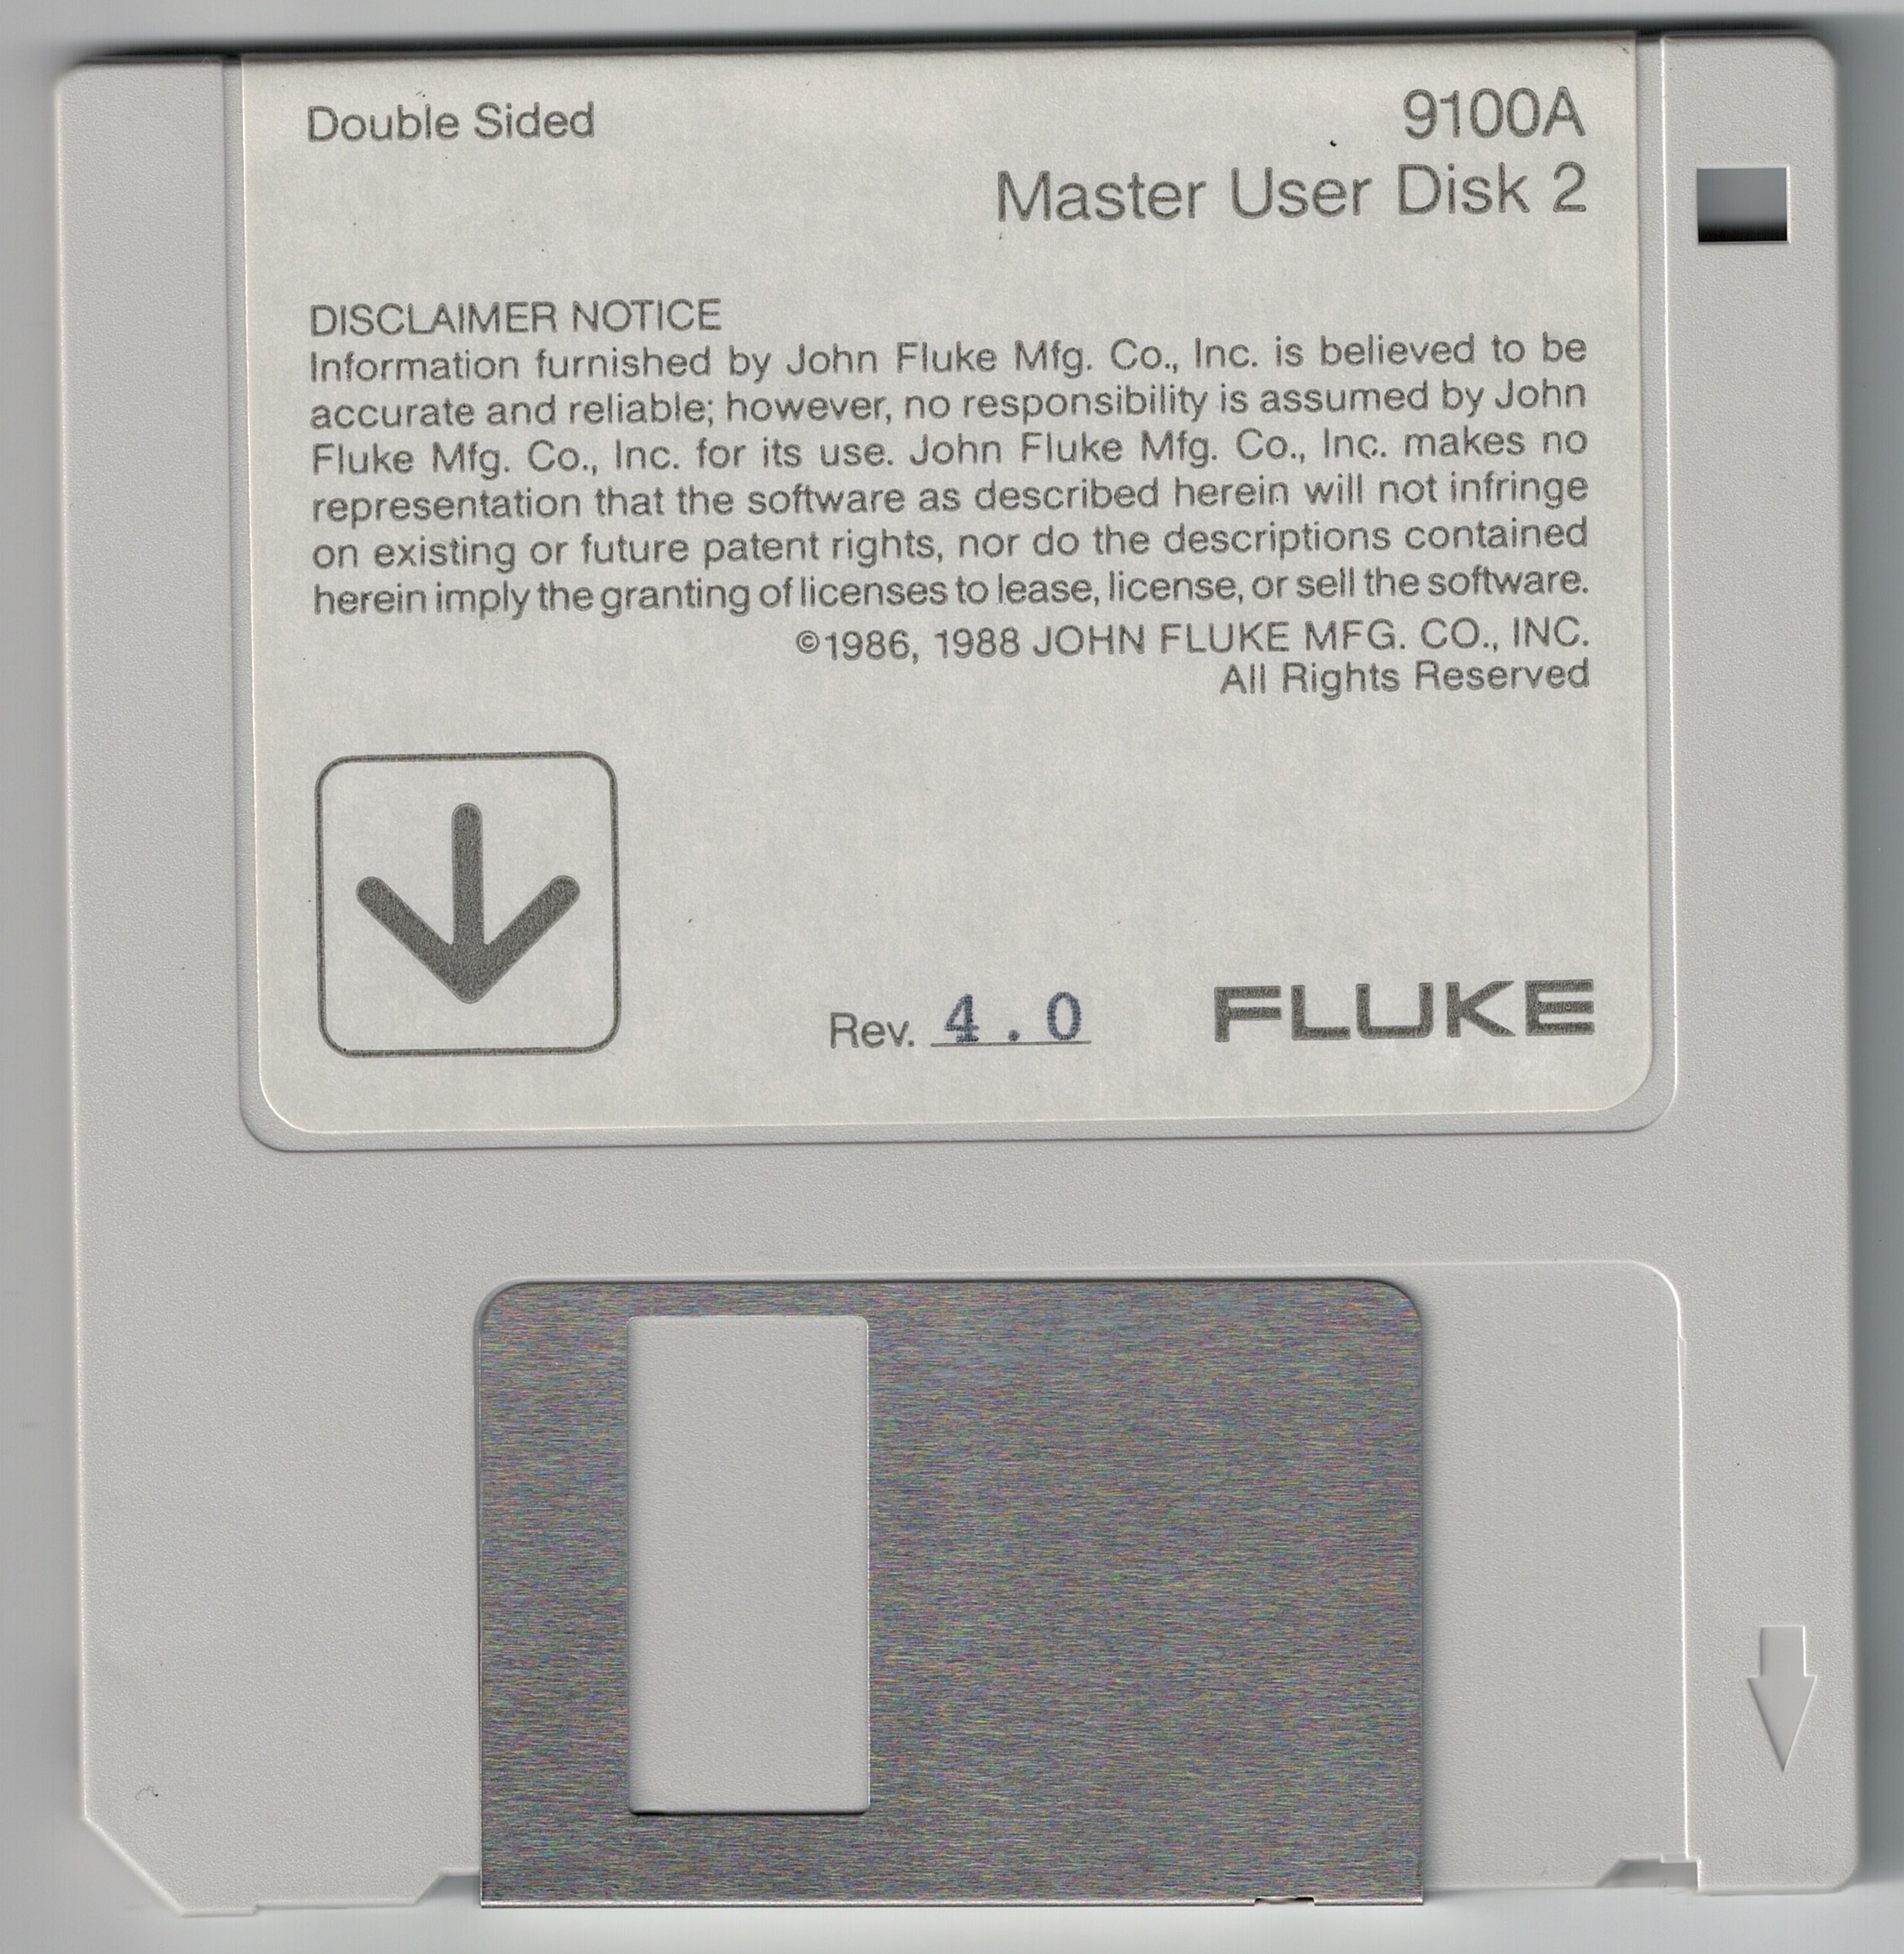 Double Sided
9100A
Master User Disk 2
DISCLAIMER NOTICE
Information furnished by John Fluke Mfg. Co., Inc. is believed to be
accurate and reliable; however, no responsibility is assumed by John
Fluke Mfg. Co., Inc. for its use. John Fluke Mfg. Co., Inc. makes no
representation that the software as described herein will not infringe
on existing or future patent rights, nor do the descriptions contained
herein imply the granting of licenses to lease, license, or sell the software.
©1986, 1988 JOHN FLUKE MFG. CO., INC.
All Rights Reserved
Rev. 4.0
FLUKE